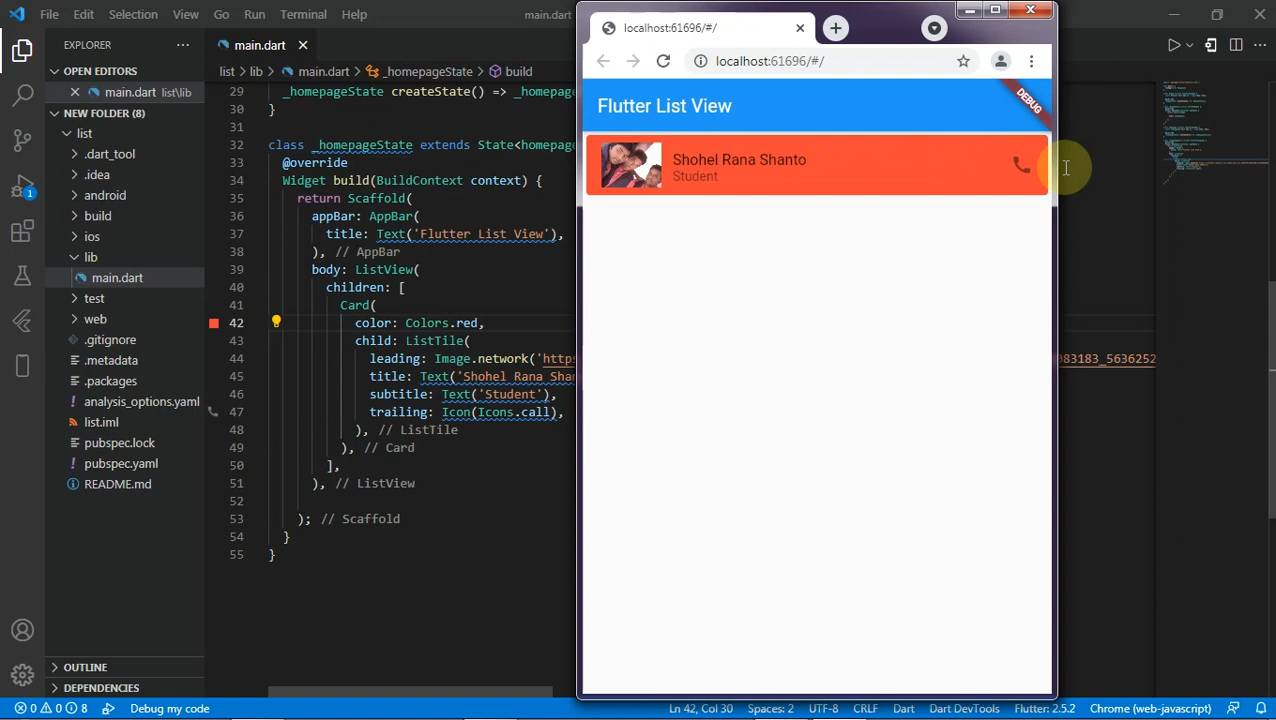 File Edit Selection View Go Run Terminal Help main.dart
EXPLORER
OPEN EDITORS
main.dart list\lib
NEW FOLDER (8)
list
.dart_tool
.idea
android
build
ios
lib
main.dart
test
web
.gitignore
.metadata
.packages
analysis_options.yaml
list.iml
pubspec.lock
pubspec.yaml
README.md
OUTLINE
DEPENDENCIES
1
main.dart
list > lib > main.dart > _homepageState > build
29 _homepageState createState() => _homepage
30 }
31
32 class _homepageState extends State<homepage
33 @override
34 Widget build(BuildContext context) {
35 return Scaffold(
36 appBar: AppBar(
37 title: Text('Flutter List View'),
38 ), // AppBar
39 body: ListView(
40 children: [
41 Card(
42 color: Colors.red,
43 child: ListTile(
44 leading: Image.network('https 083183_5636252
45 title: Text('Shohel Rana Shan
46 subtitle: Text('Student'),
47 trailing: Icon(Icons.call),
48 ), // ListTile
49 ), // Card
50 ],
51 ), // ListView
52
53 ); // Scaffold
54 }
55 }
localhost:61696/#/
localhost:61696/#/
Flutter List View
DEBUG
Shohel Rana Shanto
Student
0 0 8 Debug my code Ln 42, Col 30 Spaces: 2 UTF-8 CRLF Dart Dart DevTools Flutter: 2.5.2 Chrome (web-javascript)